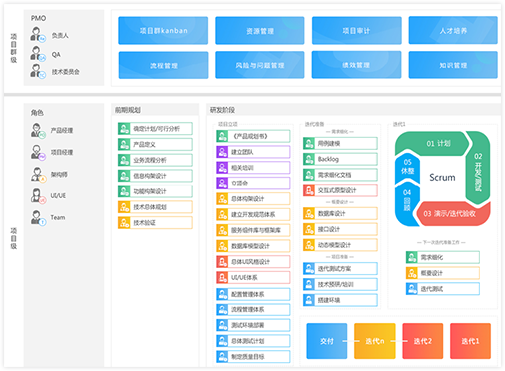 项目群级
PMO
负责人
QA
技术委员会
项目群kanban
资源管理
项目审计
人才培养
流程管理
风险与问题管理
绩效管理
知识管理
项目级
角色
产品经理
项目经理
架构师
UI/UE
Team
前期规划
确定计划/可行分析
产品定义
业务流程分析
信息构架设计
功能构架设计
技术总体规划
技术验证
研发阶段
项目立项
《产品规划书》
建立团队
相关培训
立项会
总体构架设计
建立开发规范体系
服务组件库与框架库
数据库模型设计
总体UI风格设计
UI/UE体系
配置管理体系
流程管理体系
测试环境部署
总体测试计划
制定质量目标
迭代准备
需求细化
用例建模
Backlog
需求细化文档
交互式原型设计
概要设计
数据库设计
接口设计
动态模型设计
项目准备
迭代测试方案
技术预研/培训
搭建环境
迭代1
01 计划
02 开发/测试
03 演示/迭代验收
04 回顾
05 休整
Scrum
下一次迭代准备工作
需求细化
概要设计
迭代测试
交付
迭代n
迭代2
迭代1